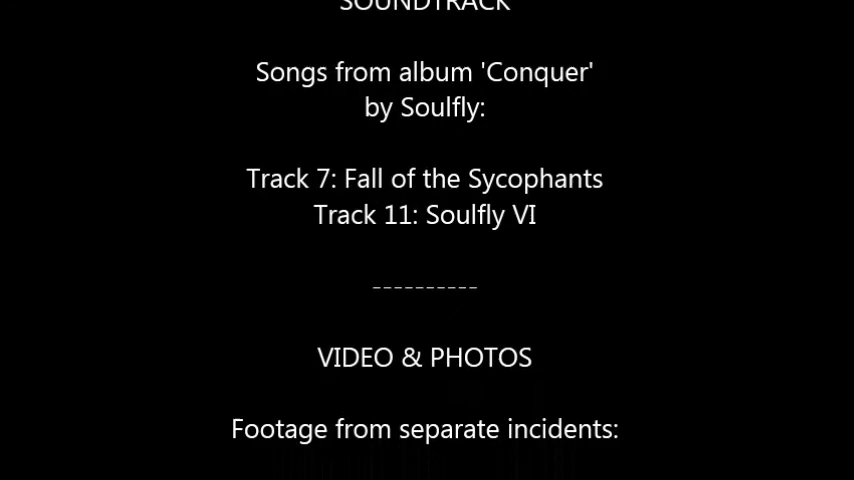 SOUNDTRACK
Songs from album 'Conquer'
by Soulfly:
Track 7: Fall of the Sycophants
Track 11: Soulfly VI
----------
VIDEO & PHOTOS
Footage from separate incidents: